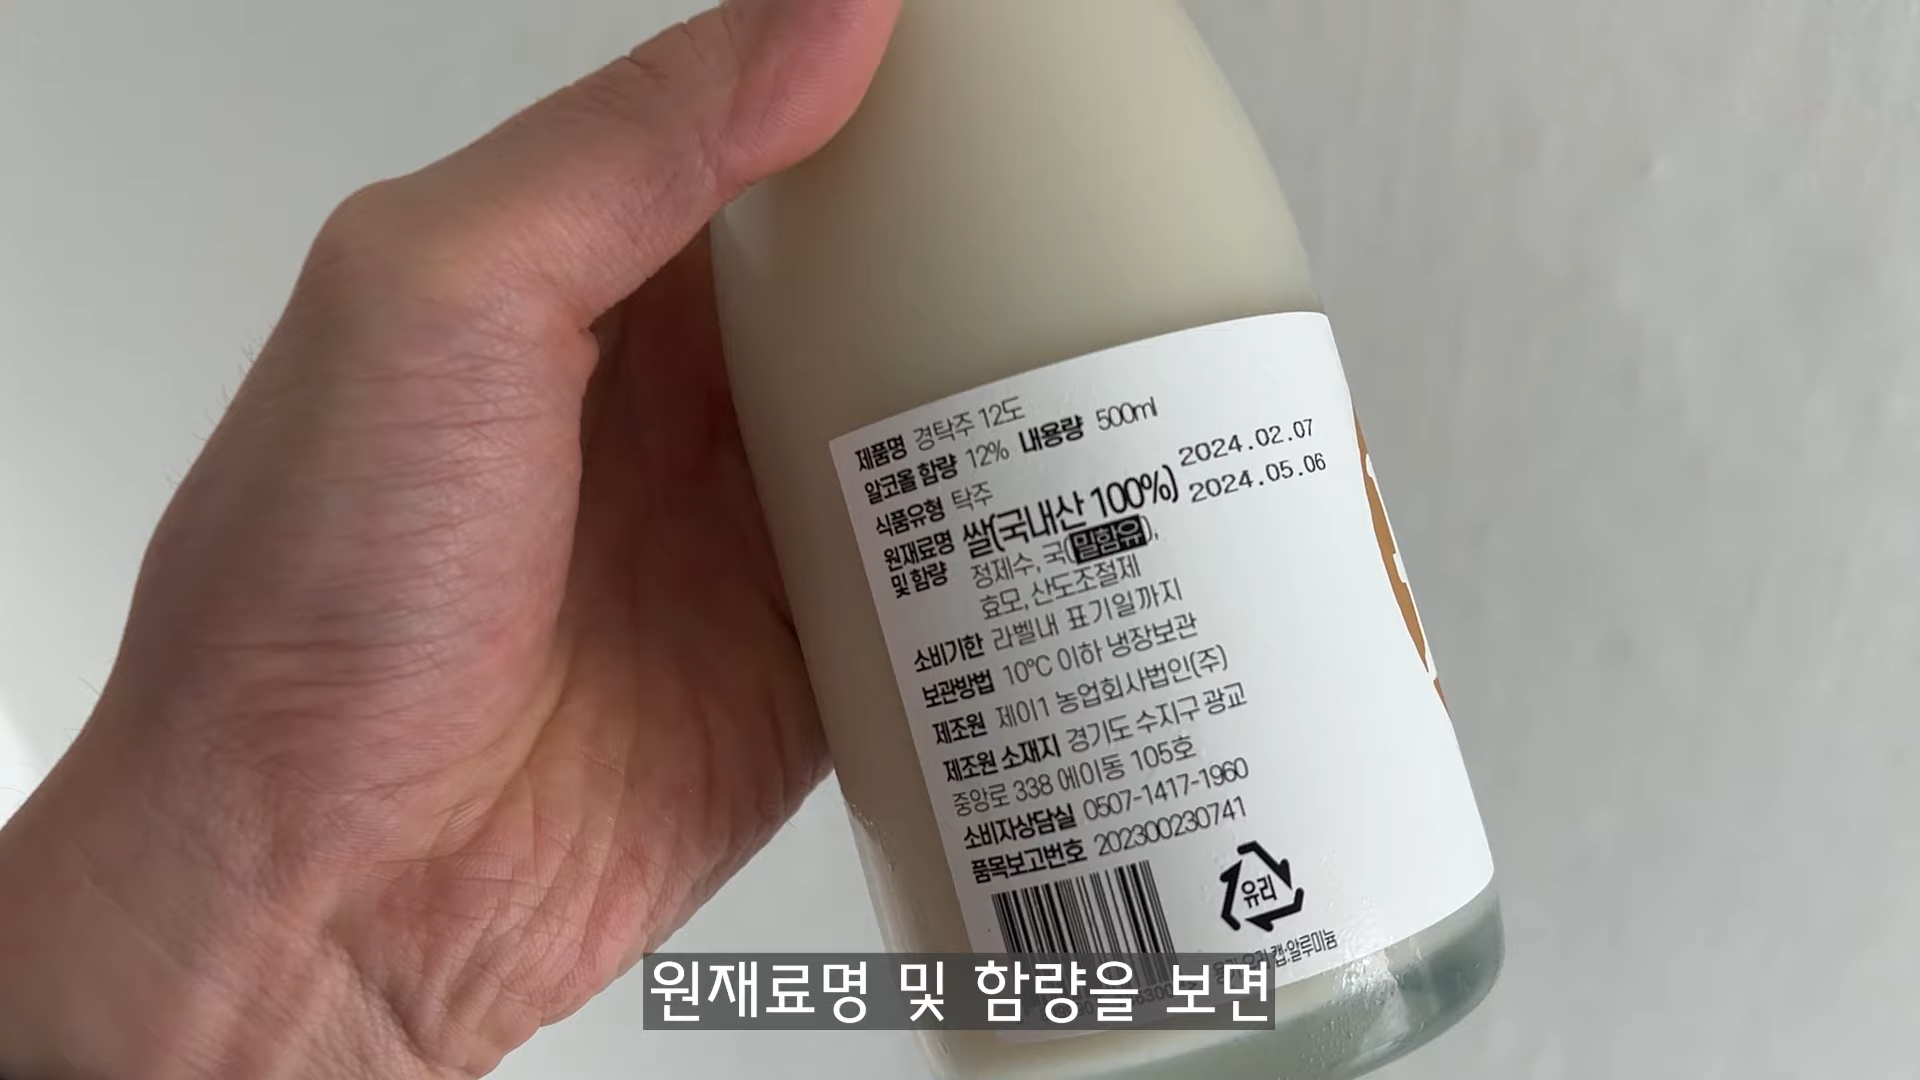 제품명 경탁주 12도
알코올 함량 12% 내용량 500ml
식품유형 탁주
2024.02.07
2024.05.06
원재료명 및 함량
쌀(국내산 100%)
정제수, 국(밀함유),
효모, 산도조절제
소비기한 라벨내 표기일까지
보관방법 10℃ 이하 냉장보관
제조원 제이1 농업회사법인(주)
제조원 소재지 경기도 수지구 광교
중앙로 338 에이동 105호
소비자상담실 0507-1417-1960
품목보고번호 202300230741
유리
캡:알루미늄
원재료명 및 함량을 보면